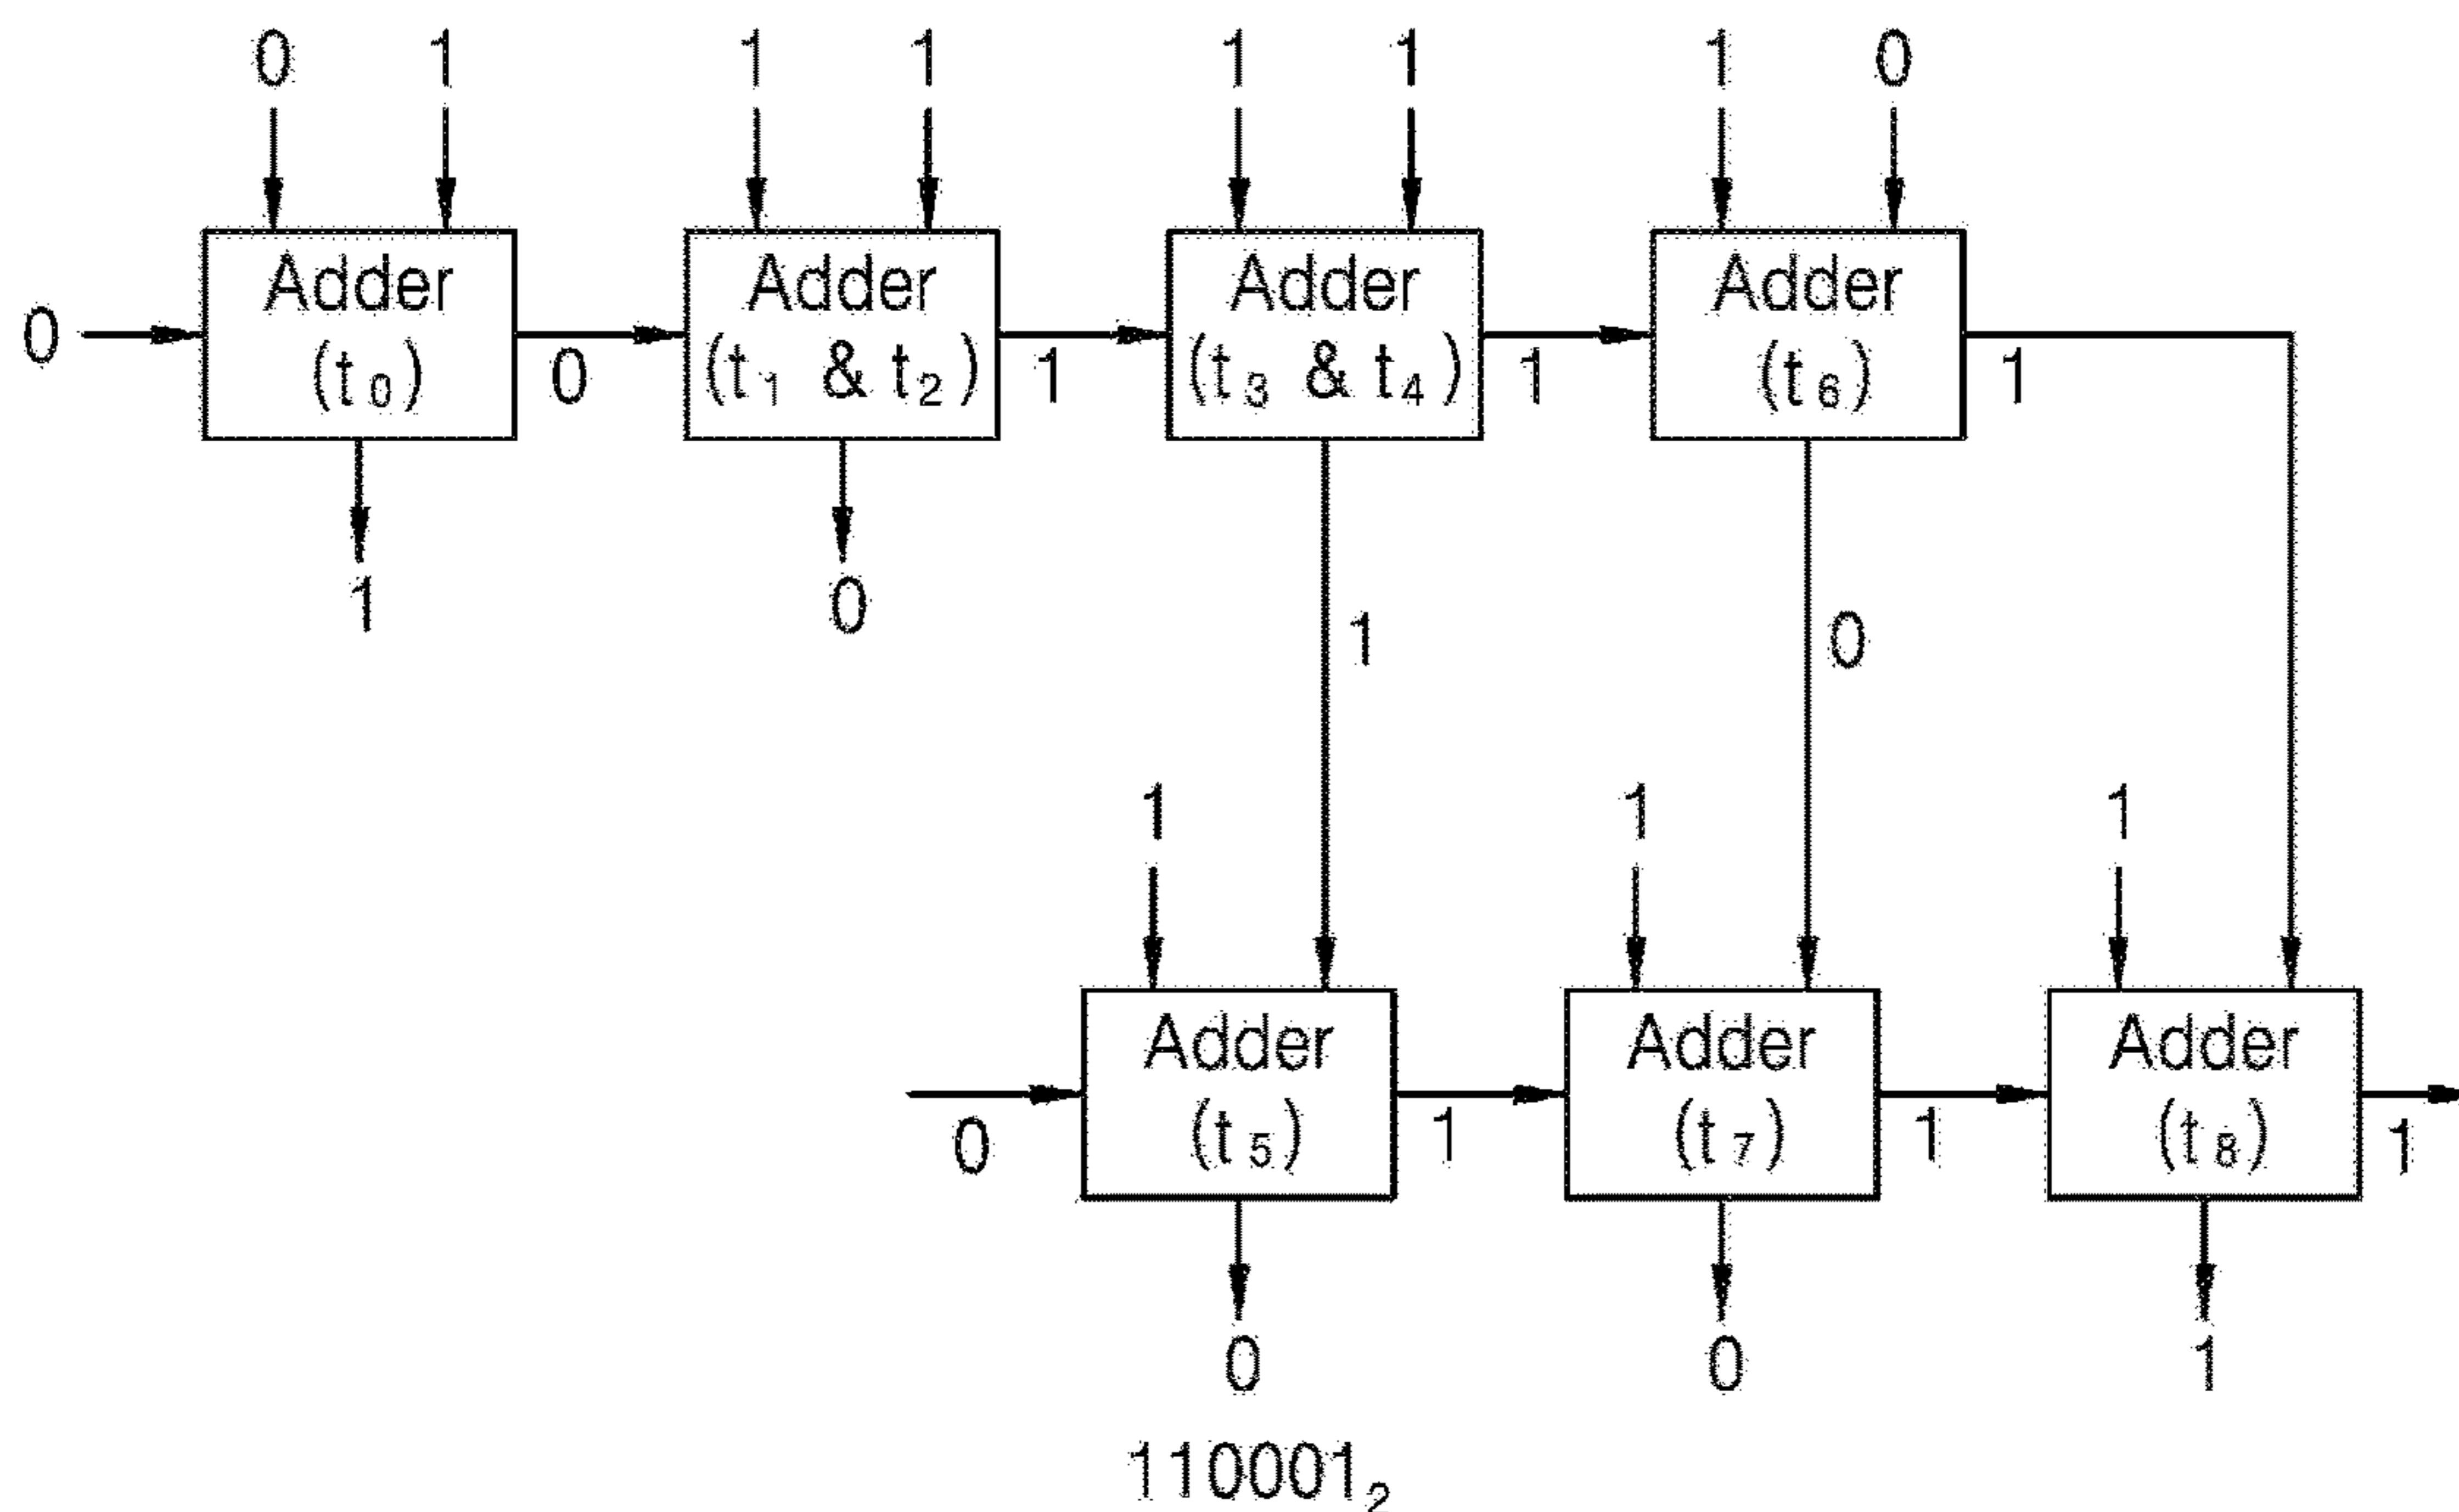 0 1 1 1 1 1 1 0
Adder Adder Adder Adder
0 (t0) 0 (t1 & t2) 1 (t3 & t4) 1 (t6) 1
1 0 1 0
1 1 1
Adder Adder Adder
0 (t5) 1 (t7) 1 (t8) 1
0 0 1
1100012